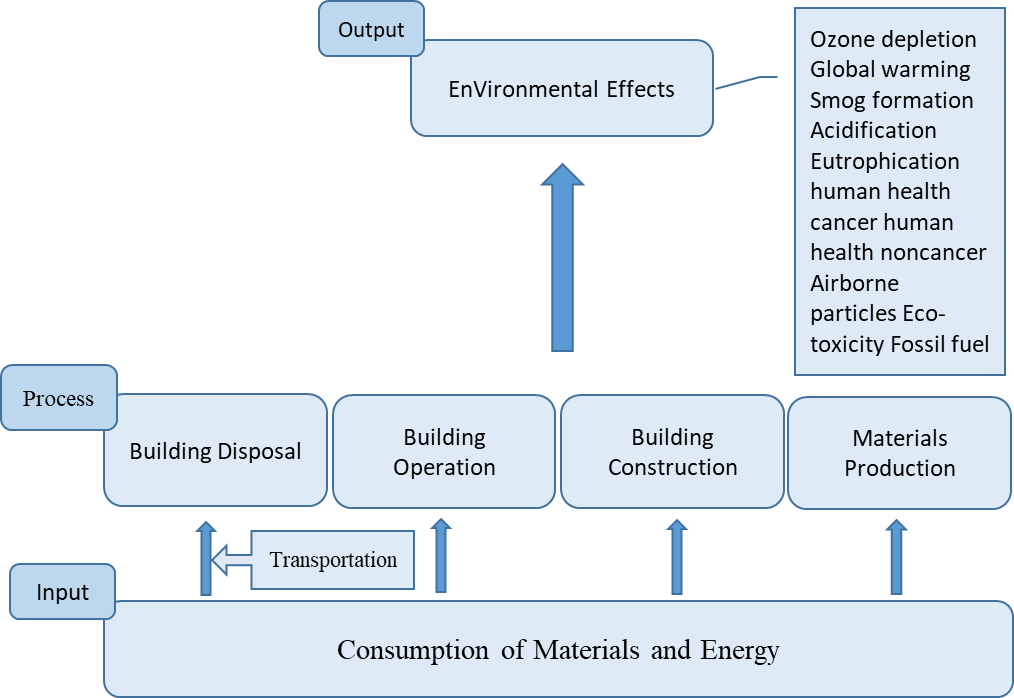 Output
EnVironmental Effects
Ozone depletion
Global warming
Smog formation
Acidification
Eutrophication
human health
cancer human
health noncancer
Airborne
particles Eco-
toxicity Fossil fuel
Process
Building Disposal
Building
Operation
Building
Construction
Materials
Production
Transportation
Input
Consumption of Materials and Energy